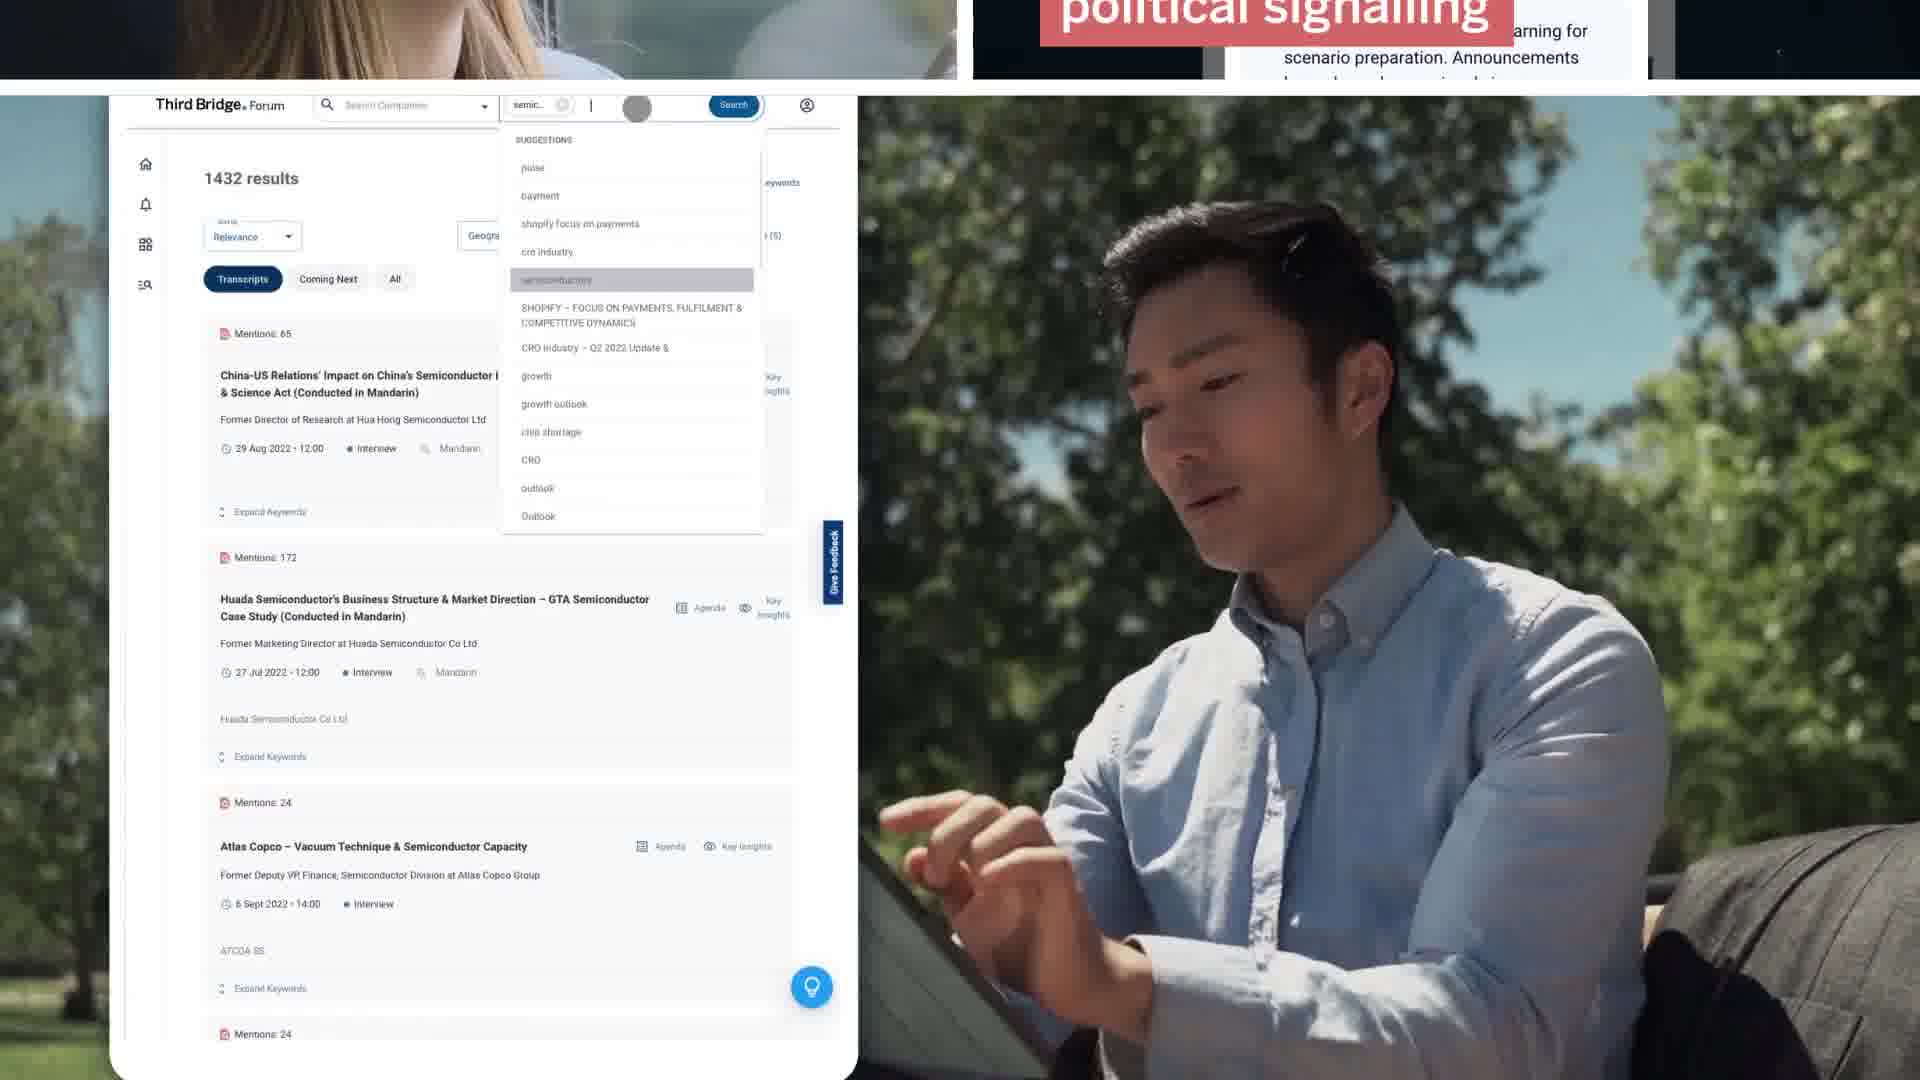 political signalling
arning for
scenario preparation. Announcements
Third Bridge. Forum
Search Companies
semic...
Search
SUGGESTIONS
1432 results
noise
payment
eywords
shopify focus on payments
Relevance
Geogra
(5)
cro industry
Transcripts
Coming Next
All
semiconductors
SHOPIFY – FOCUS ON PAYMENTS, FULFILMENT &
COMPETITIVE DYNAMICS
Mentions: 65
CRO Industry – Q2 2022 Update &
China-US Relations' Impact on China's Semiconductor I
& Science Act (Conducted in Mandarin)
growth
Key
nsights
growth outlook
Former Director of Research at Hua Hong Semiconductor Ltd
chip shortage
29 Aug 2022 • 12:00
Interview
Mandarin
CRO
outlook
Expand Keywords
Outlook
Give Feedback
Mentions: 172
Huada Semiconductor's Business Structure & Market Direction – GTA Semiconductor
Case Study (Conducted in Mandarin)
Agenda
Key
Insights
Former Marketing Director at Huada Semiconductor Co Ltd
27 Jul 2022 • 12:00
Interview
Mandarin
Huada Semiconductor Co Ltd
Expand Keywords
Mentions: 24
Atlas Copco – Vacuum Technique & Semiconductor Capacity
Agenda
Key Insights
Former Deputy VP, Finance, Semiconductor Division at Atlas Copco Group
6 Sept 2022 • 14:00
Interview
ATCOA SS
Expand Keywords
Mentions: 24